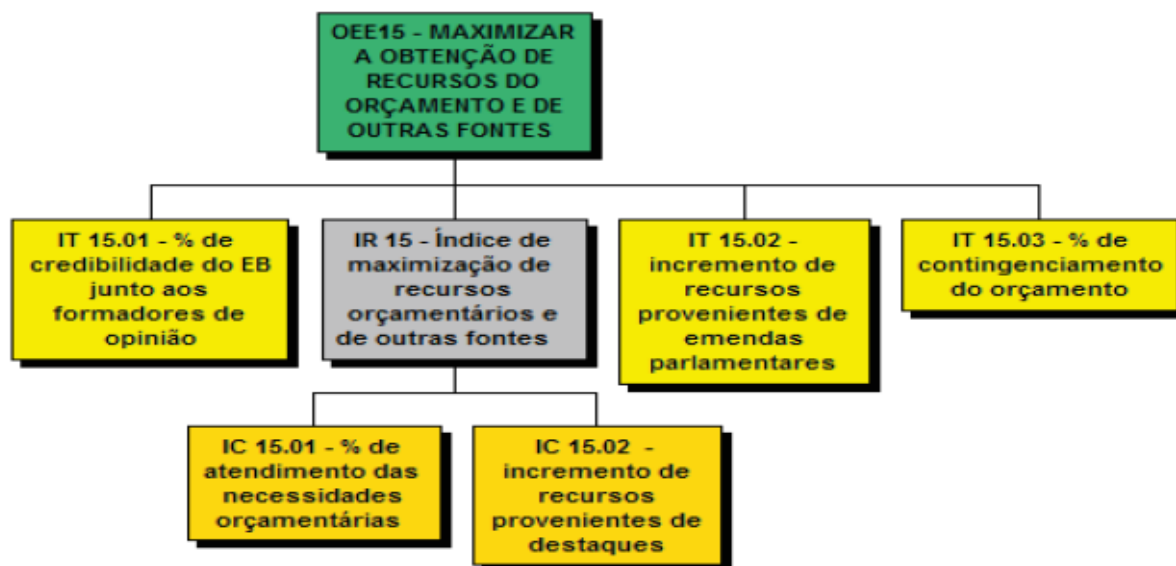 OEE15 - MAXIMIZAR
A OBTENÇÃO DE
RECURSOS DO
ORÇAMENTO E DE
OUTRAS FONTES
IT 15.01 - % de
credibilidade do EB
junto aos
formadores de
opinião
IR 15 - Índice de
maximização de
recursos
orçamentários e
de outras fontes
IT 15.02 -
incremento de
recursos
provenientes de
emendas
parlamentares
IT 15.03 - % de
contingenciamento
do orçamento
IC 15.01 - % de
atendimento das
necessidades
orçamentárias
IC 15.02 -
incremento de
recursos
provenientes de
destaques